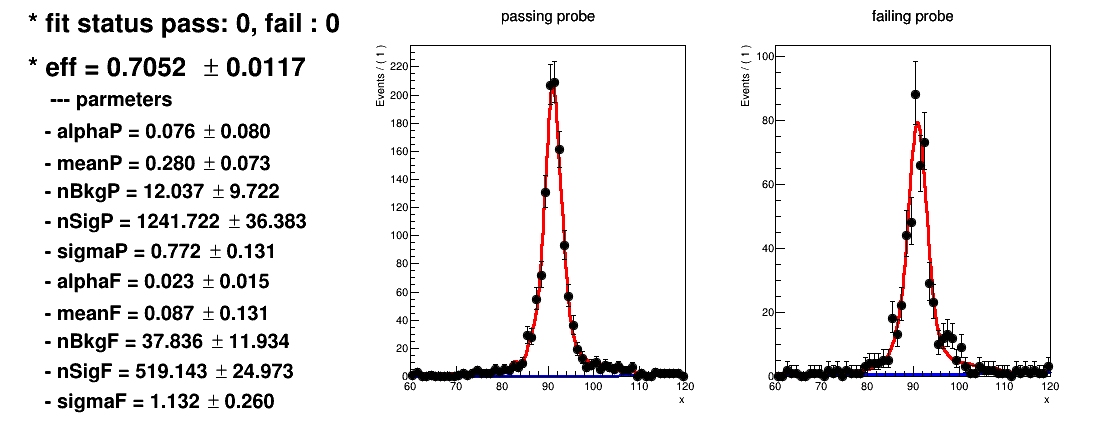 * fit status pass: 0, fail : 0
* eff = 0.7052 ± 0.0117
--- parmeters
- alphaP = 0.076 ± 0.080
- meanP = 0.280 ± 0.073
- nBkgP = 12.037 ± 9.722
- nSigP = 1241.722 ± 36.383
- sigmaP = 0.772 ± 0.131
- alphaF = 0.023 ± 0.015
- meanF = 0.087 ± 0.131
- nBkgF = 37.836 ± 11.934
- nSigF = 519.143 ± 24.973
- sigmaF = 1.132 ± 0.260
passing probe
Events / ( 1 )
220
200
180
160
140
120
100
80
60
40
20
0
60 70 80 90 100 110 120
x
failing probe
Events / ( 1 )
100
80
60
40
20
0
60 70 80 90 100 110 120
x